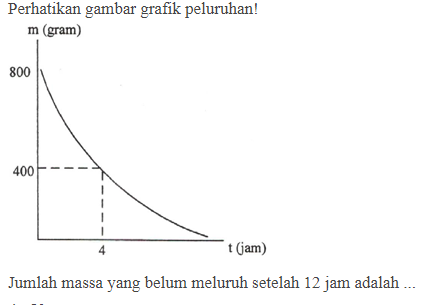 Perhatikan gambar grafik peluruhan!
m (gram)
800
400
4
t (jam)
Jumlah massa yang belum meluruh setelah 12 jam adalah ...